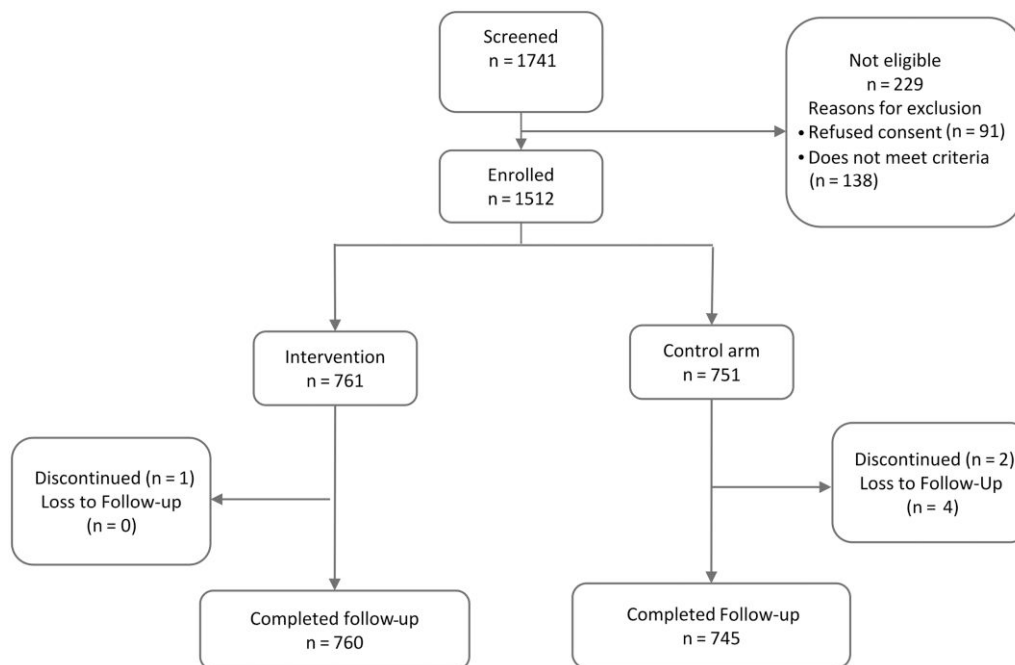 Screened
n = 1741
Not eligible
n = 229
Reasons for exclusion
• Refused consent (n = 91)
• Does not meet criteria
(n = 138)
Enrolled
n = 1512
Intervention
n = 761
Control arm
n = 751
Discontinued (n = 1)
Loss to Follow-up
(n = 0)
Discontinued (n = 2)
Loss to Follow-Up
(n = 4)
Completed follow-up
n = 760
Completed Follow-up
n = 745